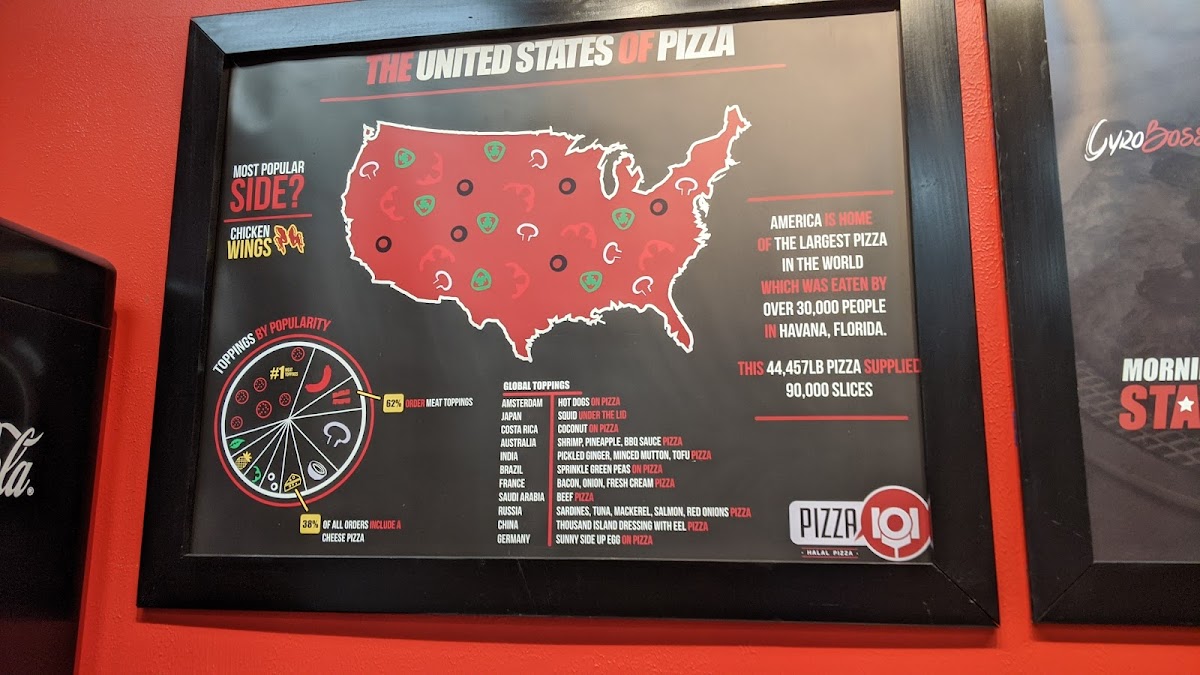 THE UNITED STATES OF PIZZA
MOST POPULAR
SIDE?
CHICKEN
WINGS
AMERICA IS HOME
OF THE LARGEST PIZZA
IN THE WORLD
WHICH WAS EATEN BY
OVER 30,000 PEOPLE
IN HAVANA, FLORIDA.
THIS 44,457LB PIZZA SUPPLIED
90,000 SLICES
TOPPINGS BY POPULARITY
#1 MEAT
TOPPINGS
62% ORDER MEAT TOPPINGS
38% OF ALL ORDERS INCLUDE A
CHEESE PIZZA
GLOBAL TOPPINGS
AMSTERDAM HOT DOGS ON PIZZA
JAPAN SQUID UNDER THE LID
COSTA RICA COCONUT ON PIZZA
AUSTRALIA SHRIMP, PINEAPPLE, BBQ SAUCE PIZZA
INDIA PICKLED GINGER, MINCED MUTTON, TOFU PIZZA
BRAZIL SPRINKLE GREEN PEAS ON PIZZA
FRANCE BACON, ONION, FRESH CREAM PIZZA
SAUDI ARABIA BEEF PIZZA
RUSSIA SARDINES, TUNA, MACKEREL, SALMON, RED ONIONS PIZZA
CHINA THOUSAND ISLAND DRESSING WITH EEL PIZZA
GERMANY SUNNY SIDE UP EGG ON PIZZA
PIZZA 101
HALAL PIZZA
GYROBOSS
MORNI
STA
la.